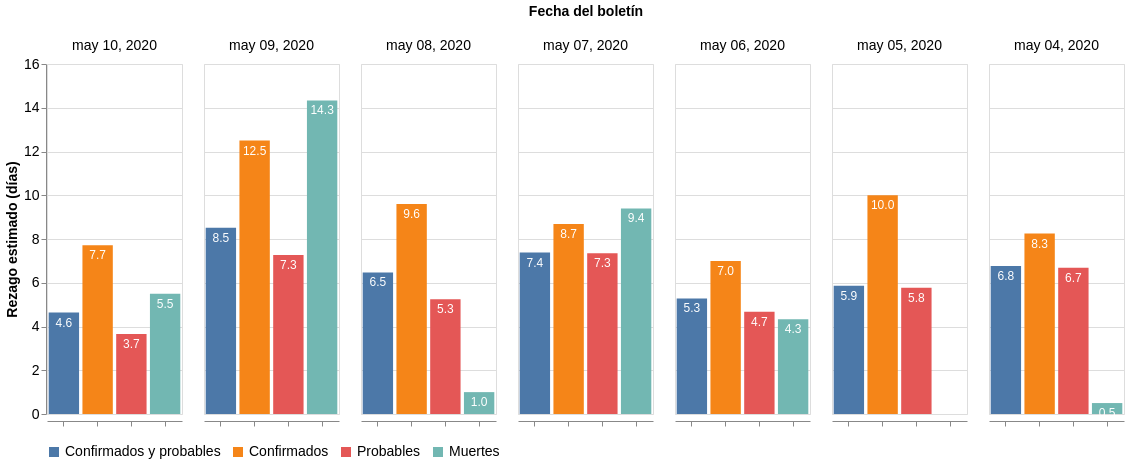 Fecha del boletín
may 10, 2020 may 09, 2020 may 08, 2020 may 07, 2020 may 06, 2020 may 05, 2020 may 04, 2020
Rezago estimado (días)
16
14
12
10
8
6
4
2
0
4.6 7.7 3.7 5.5
8.5 12.5 7.3 14.3
6.5 9.6 5.3 1.0
7.4 8.7 7.3 9.4
5.3 7.0 4.7 4.3
5.9 10.0 5.8
6.8 8.3 6.7 0.5
Confirmados y probables Confirmados Probables Muertes